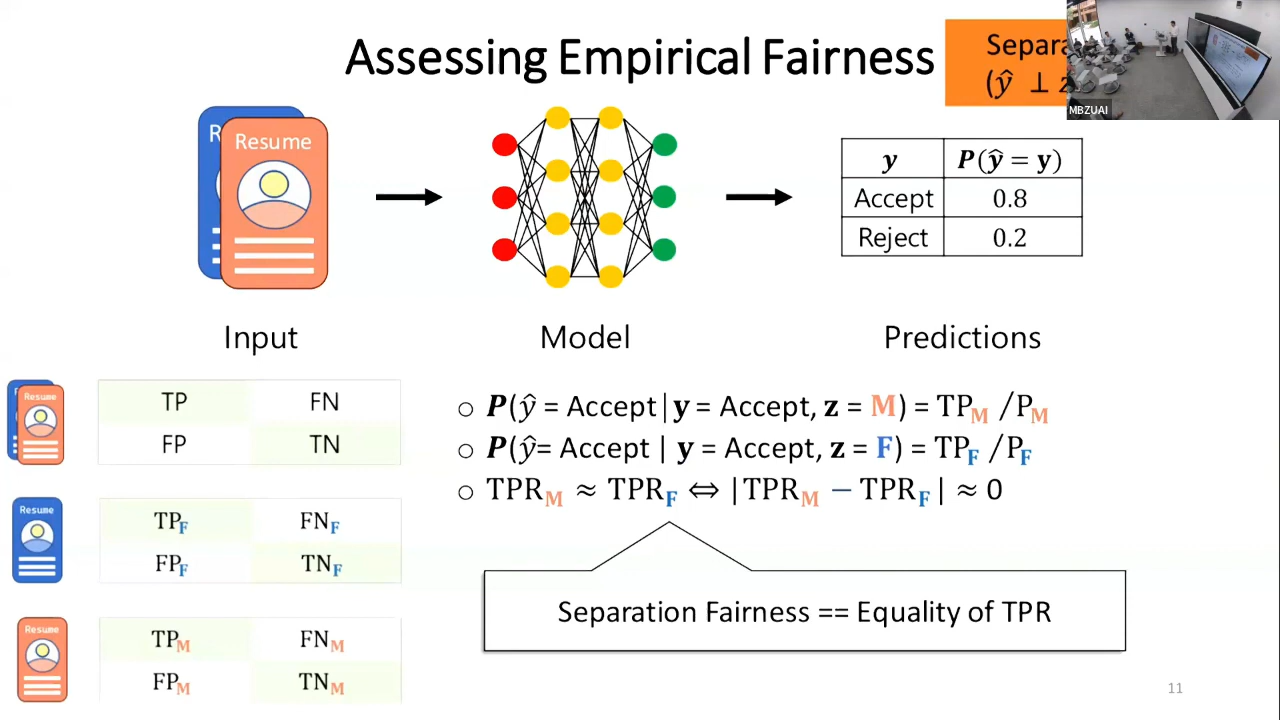 Assessing Empirical Fairness
(ŷ ⊥
MBZUAI
R
Resume
y P(ŷ = y)
Accept 0.8
Reject 0.2
Input Model Predictions
Resume
TP FN
FP TN
○ P(ŷ = Accept|y = Accept, z = M) = TP_M /P_M
○ P(ŷ= Accept | y = Accept, z = F) = TP_F /P_F
○ TPR_M ≈ TPR_F ⇔ |TPR_M − TPR_F | ≈ 0
Resume
TP_F FN_F
FP_F TN_F
Separation Fairness == Equality of TPR
Resume
TP_M FN_M
FP_M TN_M
11